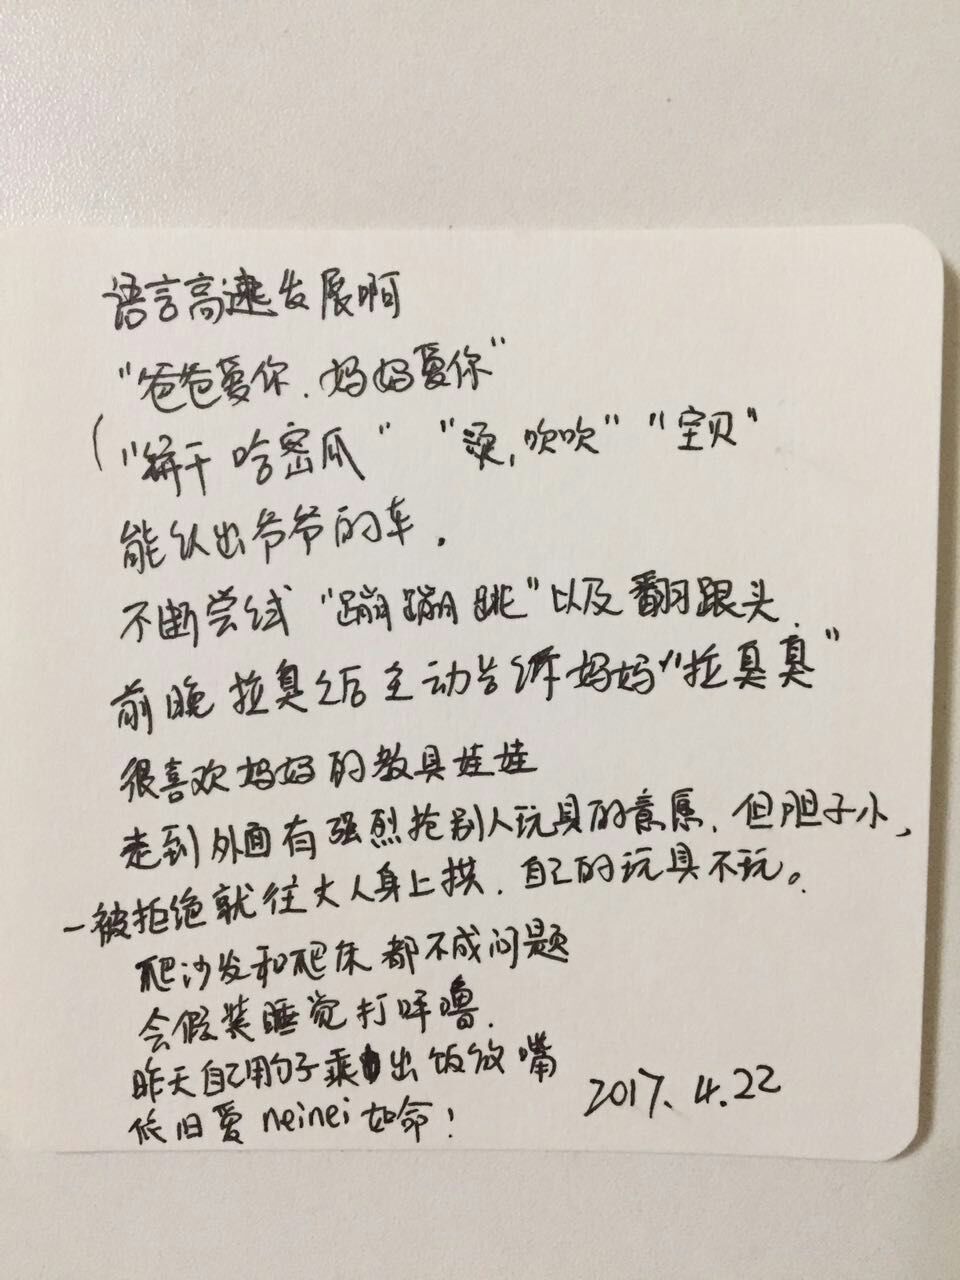 语言高速发展啊
"爸爸爱你.妈妈爱你"
("饼干 哈密瓜" "烫,吹吹" "宝贝"
能认出爷爷的车.
不断尝试"蹦蹦跳"以及翻跟头.
前晚拉臭之后主动告诉妈妈"拉臭臭"
很喜欢妈妈的教具娃娃
走到外面有强烈抢别人玩具的意愿.但胆子小,
一被拒绝就往大人身上拱.自己的玩具不玩。
爬沙发和爬床都不成问题
会假装睡觉打呼噜.
昨天自己用勺子乘出饭放嘴
依旧爱neinei如命!
2017.4.22